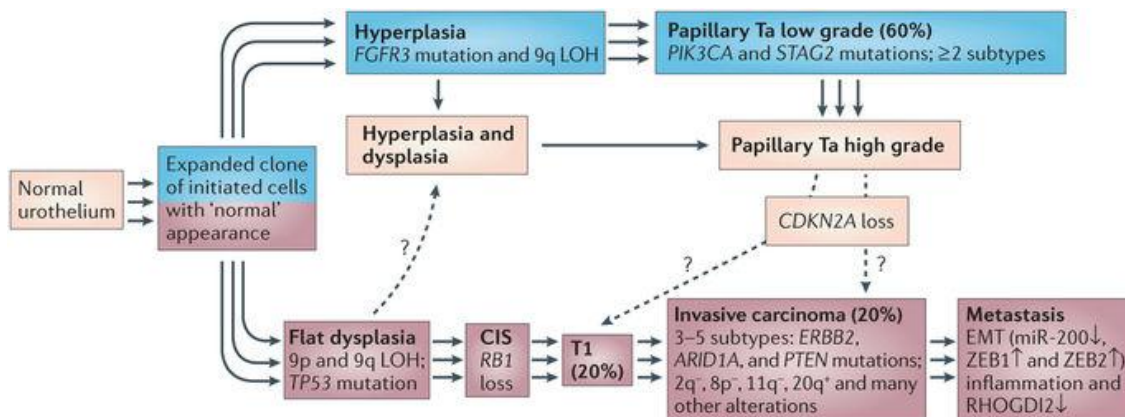 Hyperplasia
FGFR3 mutation and 9q LOH
Papillary Ta low grade (60%)
PIK3CA and STAG2 mutations; ≥2 subtypes
Hyperplasia and
dysplasia
Papillary Ta high grade
Normal
urothelium
Expanded clone
of initiated cells
with ‘normal’
appearance
CDKN2A loss
?
?
?
Flat dysplasia
9p and 9q LOH;
TP53 mutation
CIS
RB1
loss
T1
(20%)
Invasive carcinoma (20%)
3–5 subtypes: ERBB2,
ARID1A, and PTEN mutations;
2q⁻, 8p⁻, 11q⁻, 20q⁺ and many
other alterations
Metastasis
EMT (miR-200↓,
ZEB1↑ and ZEB2↑)
inflammation and
RHOGDI2↓